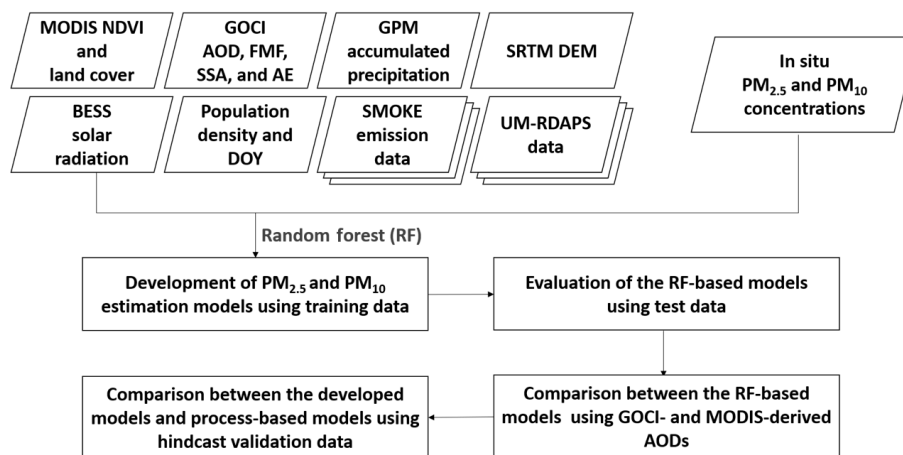 MODIS NDVI
and
land cover
GOCI
AOD, FMF,
SSA, and AE
GPM
accumulated
precipitation
SRTM DEM
In situ
PM2.5 and PM10
concentrations
BESS
solar
radiation
Population
density and
DOY
SMOKE
emission
data
UM-RDAPS
data
Random forest (RF)
Development of PM2.5 and PM10
estimation models using training data
Evaluation of the RF-based models
using test data
Comparison between the developed
models and process-based models using
hindcast validation data
Comparison between the RF-based
models using GOCI- and MODIS-derived
AODs